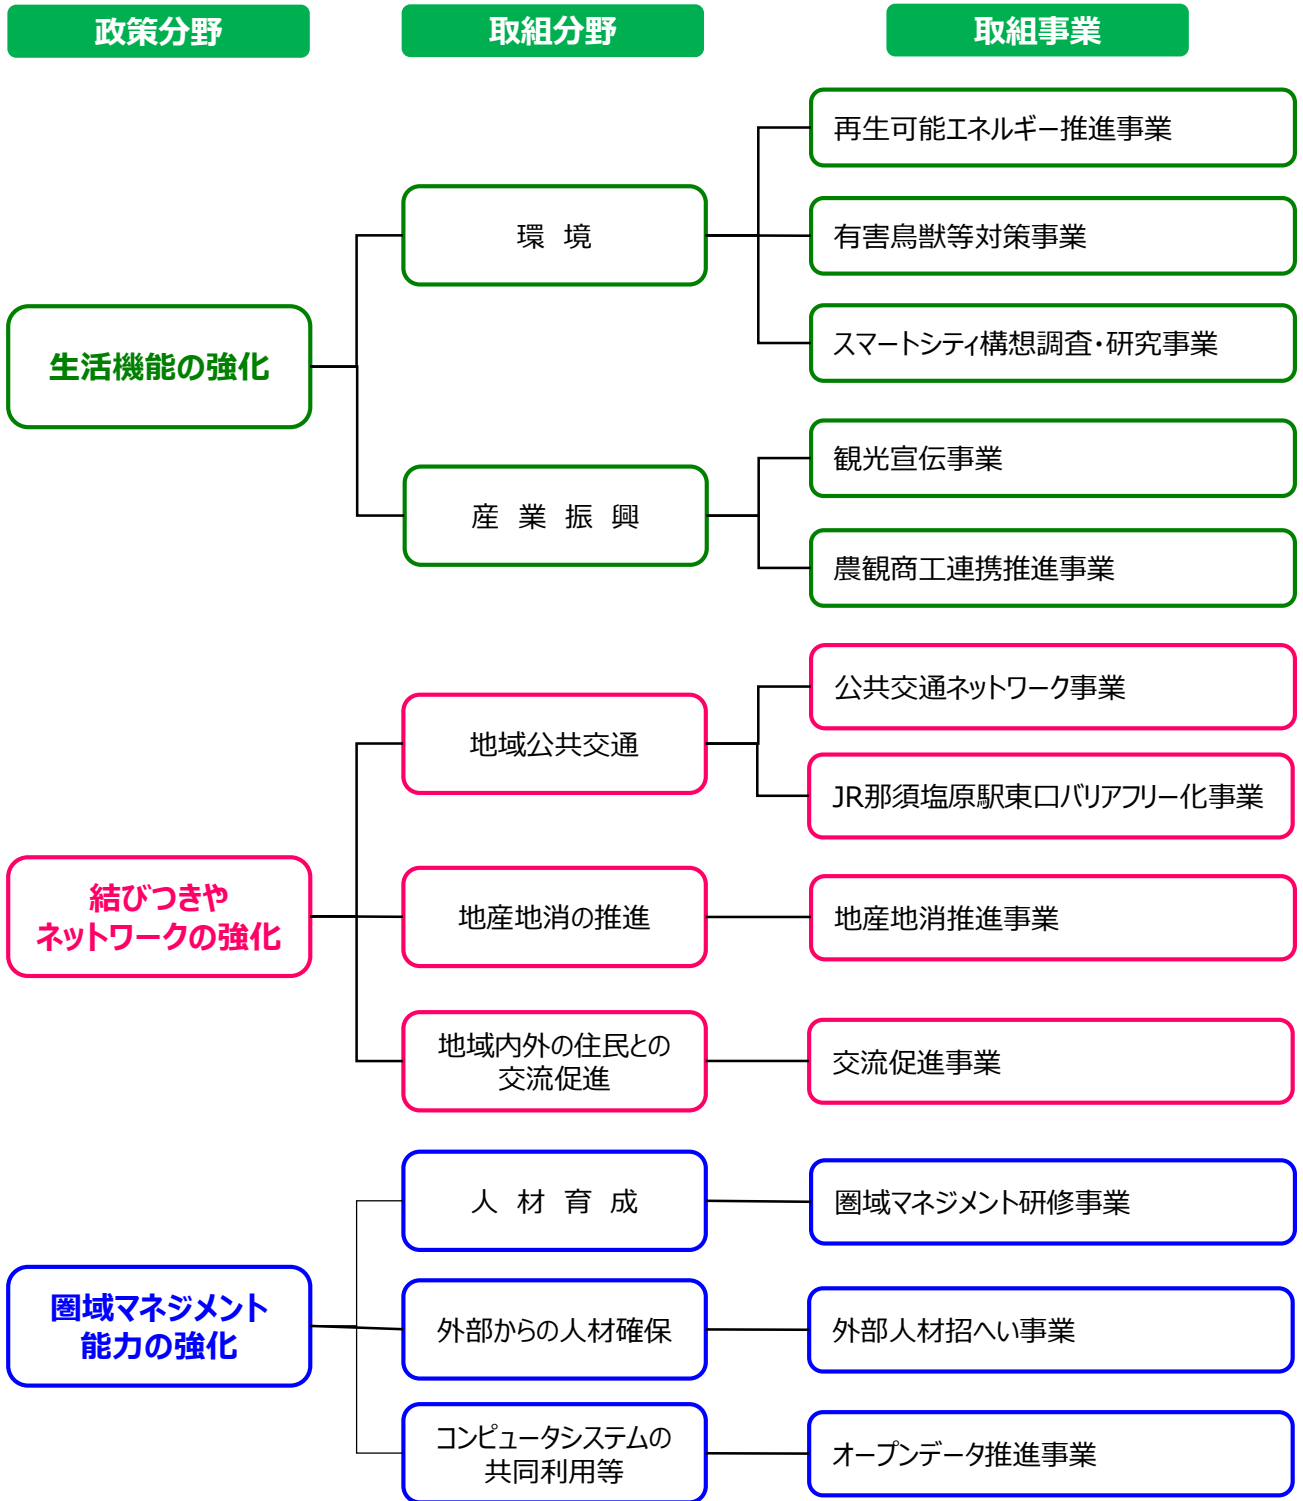 政策分野
取組分野
取組事業
生活機能の強化
環 境
再生可能エネルギー推進事業
有害鳥獣等対策事業
スマートシティ構想調査・研究事業
産 業 振 興
観光宣伝事業
農観商工連携推進事業
結びつきや
ネットワークの強化
地域公共交通
公共交通ネットワーク事業
JR那須塩原駅東口バリアフリー化事業
地産地消の推進
地産地消推進事業
地域内外の住民との
交流促進
交流促進事業
圏域マネジメント
能力の強化
人 材 育 成
圏域マネジメント研修事業
外部からの人材確保
外部人材招へい事業
コンピュータシステムの
共同利用等
オープンデータ推進事業